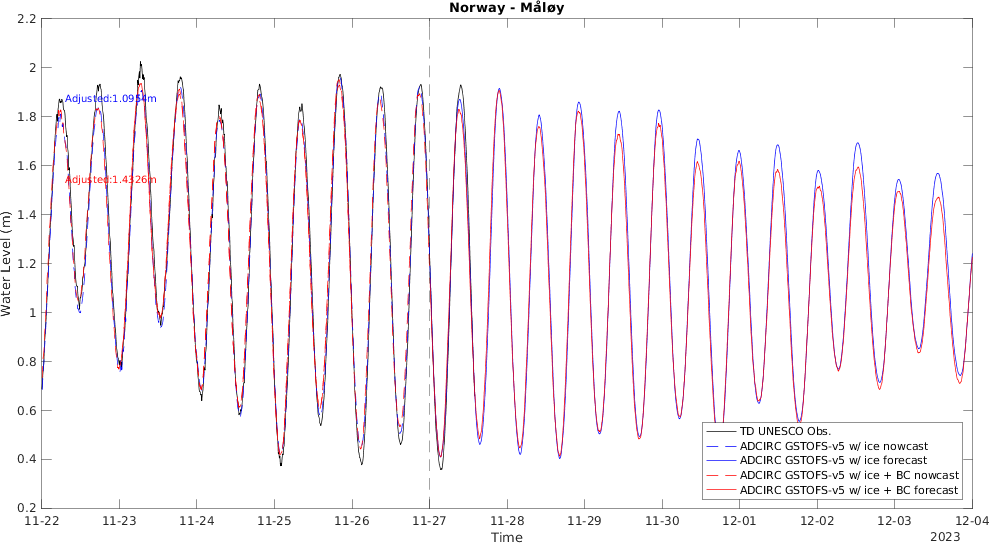 Norway - Måløy
2.2
2
1.8
1.6
1.4
1.2
1
0.8
0.6
0.4
0.2
Water Level (m)
Adjusted:1.0954m
Adjusted:1.4326m
TD UNESCO Obs.
ADCIRC GSTOFS-v5 w/ ice nowcast
ADCIRC GSTOFS-v5 w/ ice forecast
ADCIRC GSTOFS-v5 w/ ice + BC nowcast
ADCIRC GSTOFS-v5 w/ ice + BC forecast
11-22 11-23 11-24 11-25 11-26 11-27 11-28 11-29 11-30 12-01 12-02 12-03 12-04
Time
2023